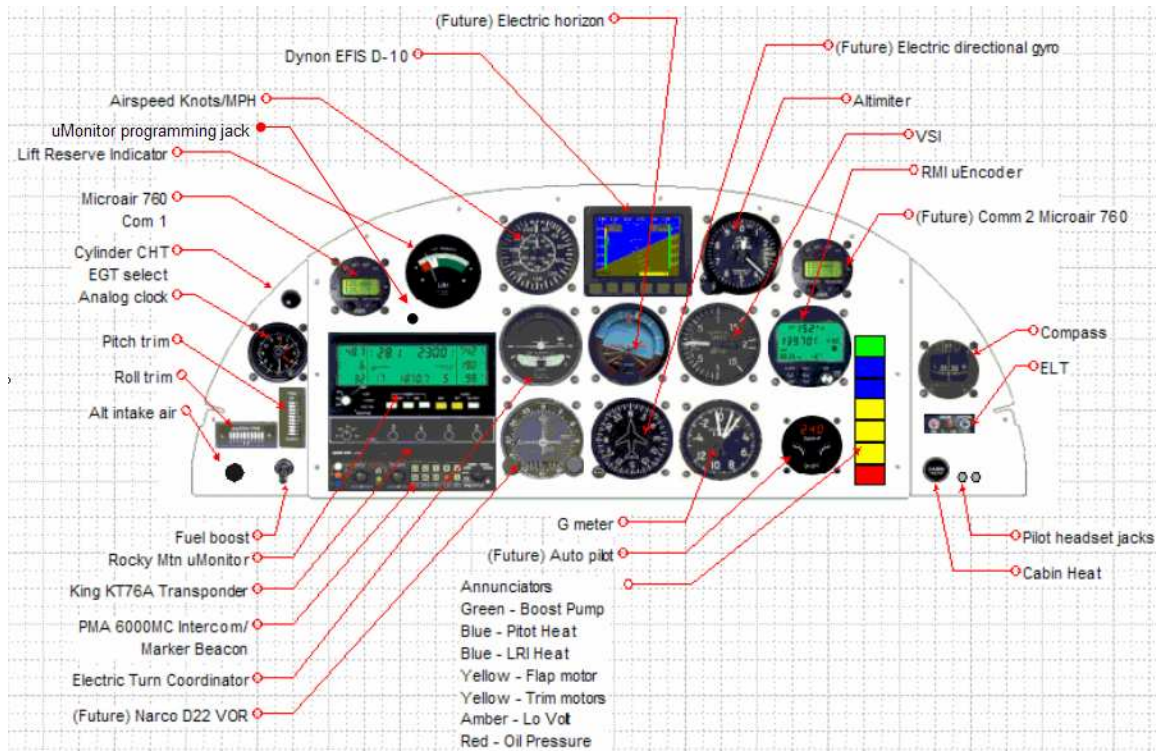 (Future) Electric horizon
Dynon EFIS D-10
(Future) Electric directional gyro
Airspeed Knots/MPH
Altimiter
uMonitor programming jack
VSI
Lift Reserve Indicator
RMI uEncoder
Microair 760
Com 1
(Future) Comm 2 Microair 760
Cylinder CHT
EGT select
Analog clock
Pitch trim
Compass
Roll trim
ELT
Alt intake air
LRI
240
G meter
Fuel boost
Pilot headset jacks
Rocky Mtn uMonitor
(Future) Auto pilot
Cabin Heat
King KT76A Transponder
PMA 6000MC Intercom/
Marker Beacon
Electric Turn Coordinator
(Future) Narco D22 VOR
Annunciators
Green - Boost Pump
Blue - Pitot Heat
Blue - LRI Heat
Yellow - Flap motor
Yellow - Trim motors
Amber - Lo Volt
Red - Oil Pressure